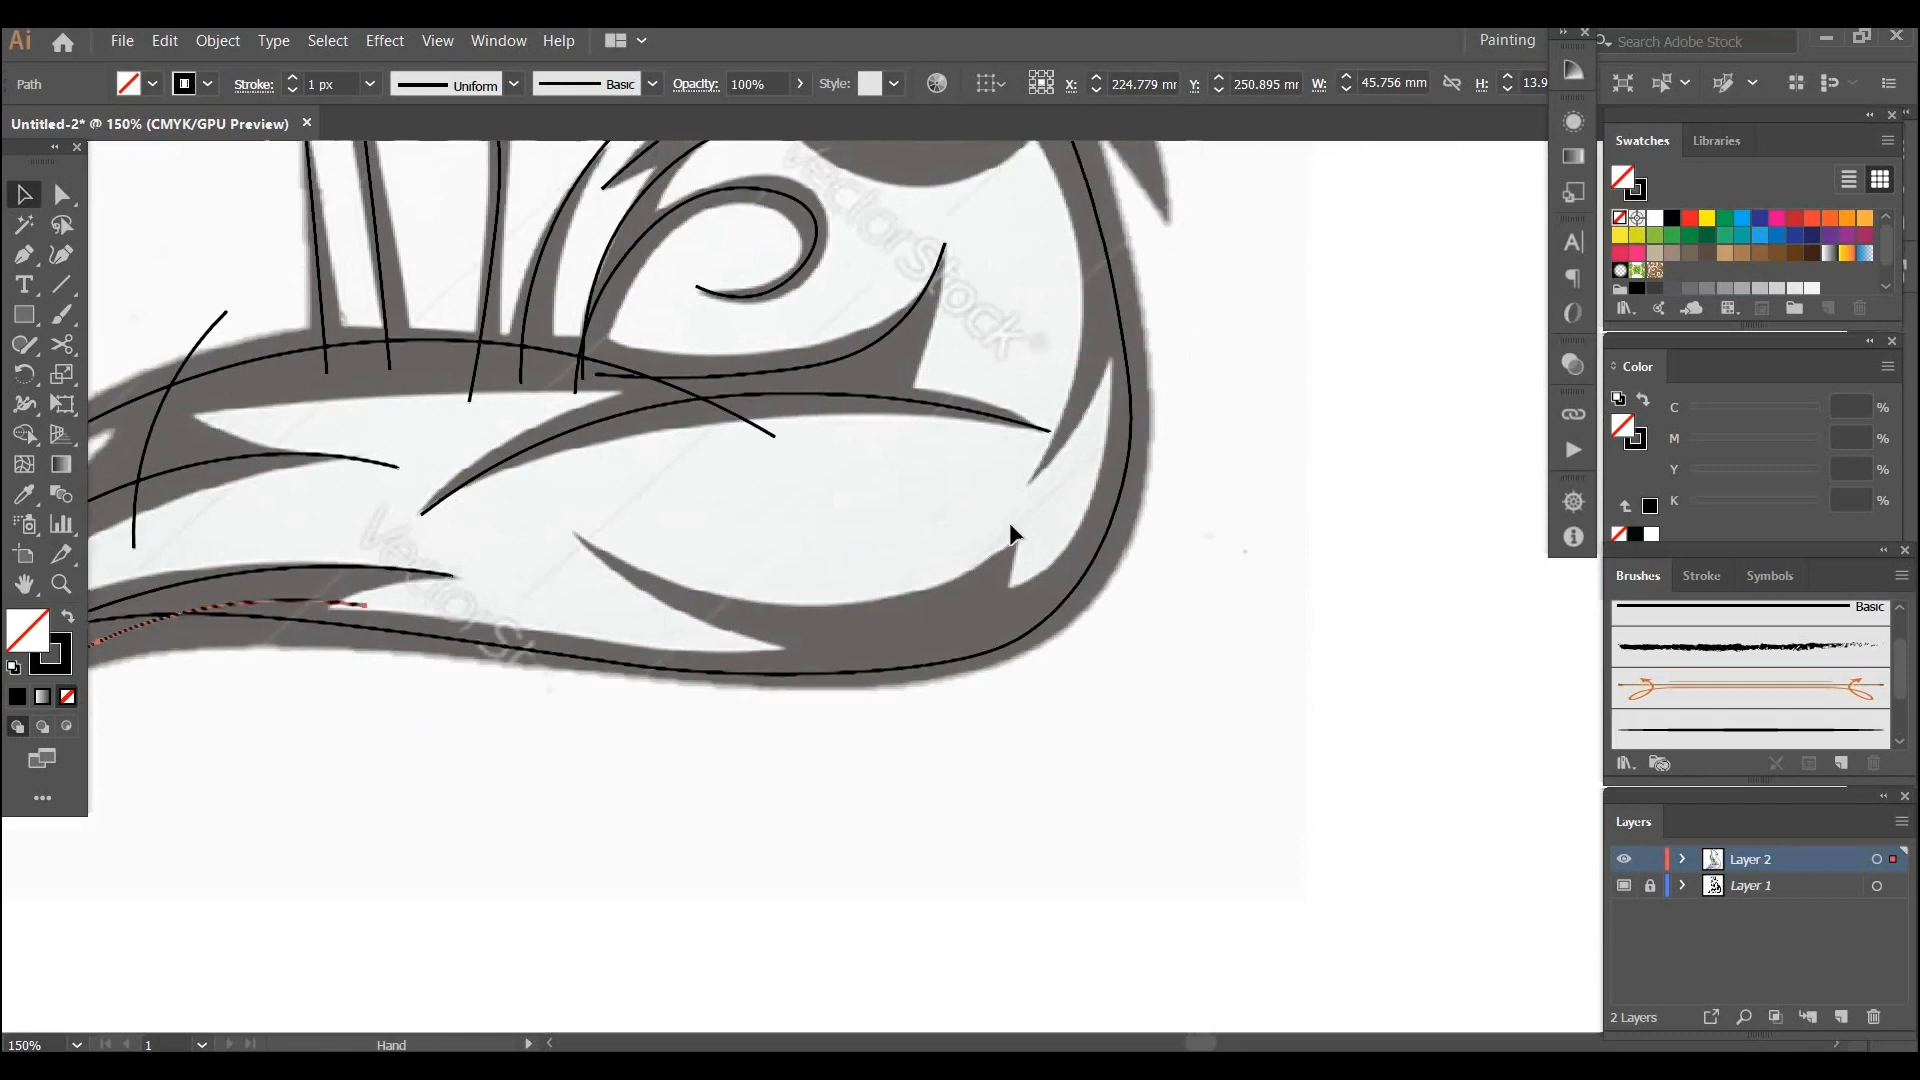 Ai File Edit Object Type Select Effect View Window Help Painting Search Adobe Stock
Path Stroke: 1 px Uniform Basic Opacity: 100% Style: X: 224.779 mr Y: 250.895 mr W: 45.756 mm H: 13.9
Untitled-2* @ 150% (CMYK/GPU Preview)
Swatches Libraries
VectorStock®
Color
C %
M %
Y %
K %
VectorSt
Brushes Stroke Symbols
Basic
Layers
Layer 2
Layer 1
2 Layers
150% 1 Hand